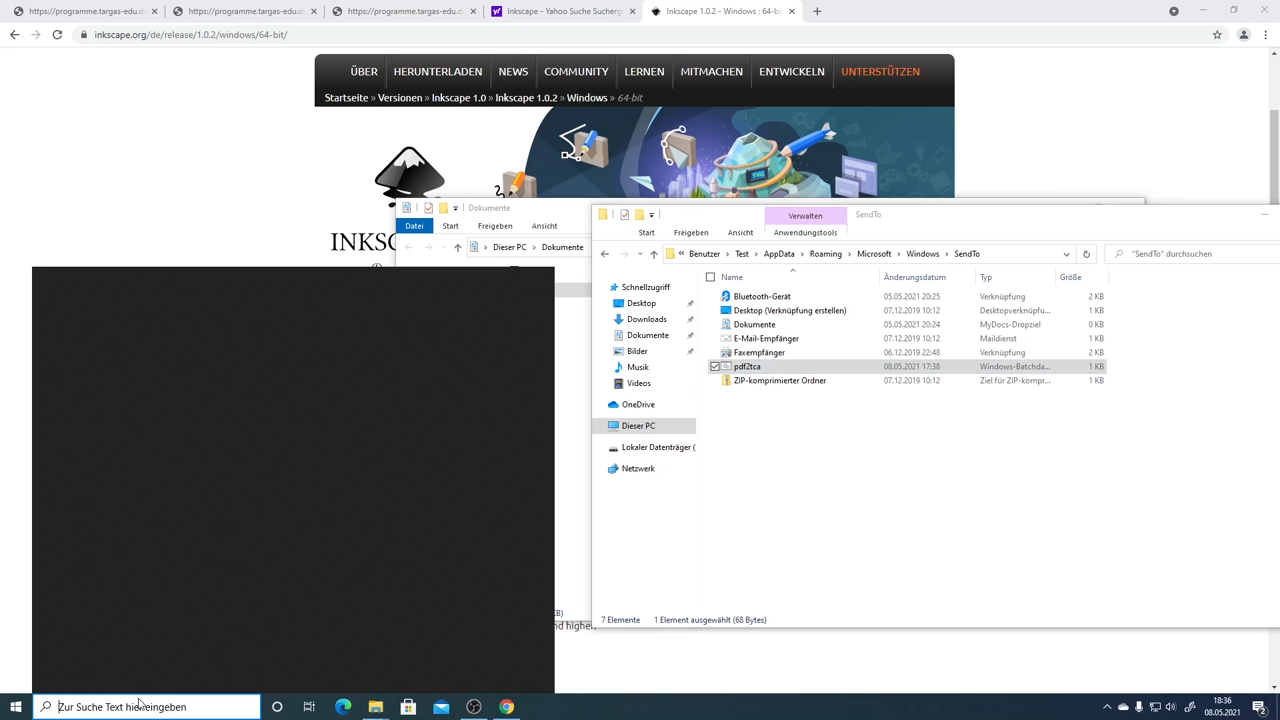 https://programme.targas-edu.d
https://programme.targas-edu.d
https://programme.targas-edu.d
Inkscape - Yahoo Suche Sucherg
Inkscape 1.0.2 - Windows : 64-bi
inkscape.org/de/release/1.0.2/windows/64-bit/
ÜBER HERUNTERLADEN NEWS COMMUNITY LERNEN MITMACHEN ENTWICKELN UNTERSTÜTZEN
Startseite » Versionen » Inkscape 1.0 » Inkscape 1.0.2 » Windows » 64-bit
SVG
INKSC
Dokumente
Datei Start Freigeben Ansicht
Dieser PC Dokumente
Verwalten SendTo
Start Freigeben Ansicht Anwendungstools
« Benutzer Test AppData Roaming Microsoft Windows SendTo
"SendTo" durchsuchen
Name Änderungsdatum Typ Größe
Schnellzugriff
Desktop
Downloads
Dokumente
Bilder
Musik
Videos
OneDrive
Dieser PC
Lokaler Datenträger (
Netzwerk
Bluetooth-Gerät 05.05.2021 20:25 Verknüpfung 2 KB
Desktop (Verknüpfung erstellen) 07.12.2019 10:12 Desktopverknüpfu... 1 KB
Dokumente 05.05.2021 20:24 MyDocs-Dropziel 0 KB
E-Mail-Empfänger 07.12.2019 10:12 Maildienst 1 KB
Faxempfänger 06.12.2019 22:48 Verknüpfung 2 KB
pdf2tca 08.05.2021 17:38 Windows-Batchda... 1 KB
ZIP-komprimierter Ordner 07.12.2019 10:12 Ziel für ZIP-kompr... 1 KB
KB)
7 Elemente 1 Element ausgewählt (68 Bytes)
nd higher
Zur Suche Text hier eingeben
18:36
08.05.2021
2